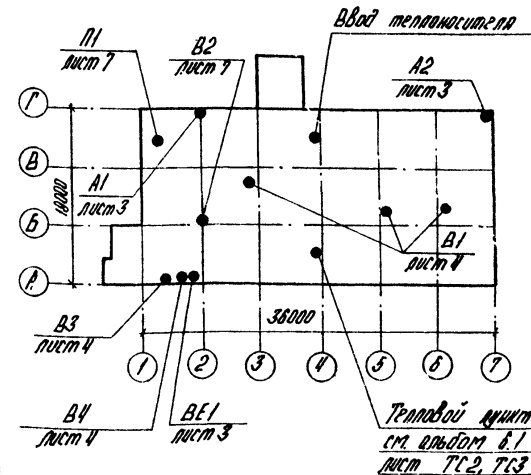 Ввод теплоносителя
П1
лист 7
В2
лист 7
А2
лист 3
Г
В
18000
А1
лист 3
Б
В1
лист 4
А
36000
В3
лист 4
1
2
3
4
5
6
7
В4
лист 4
ВЕ1
лист 3
Тепловой пункт
см. альбом 6.1
лист ТС2, ТС3